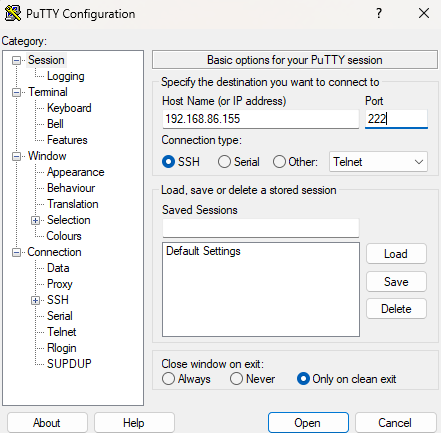 PuTTY Configuration
? X
Category:
Session
Logging
Terminal
Keyboard
Bell
Features
Window
Appearance
Behaviour
Translation
Selection
Colours
Connection
Data
Proxy
SSH
Serial
Telnet
Rlogin
SUPDUP
Basic options for your PuTTY session
Specify the destination you want to connect to
Host Name (or IP address) Port
192.168.86.155 222
Connection type:
SSH Serial Other: Telnet
Load, save or delete a stored session
Saved Sessions
Default Settings
Load
Save
Delete
Close window on exit:
Always Never Only on clean exit
About Help Open Cancel